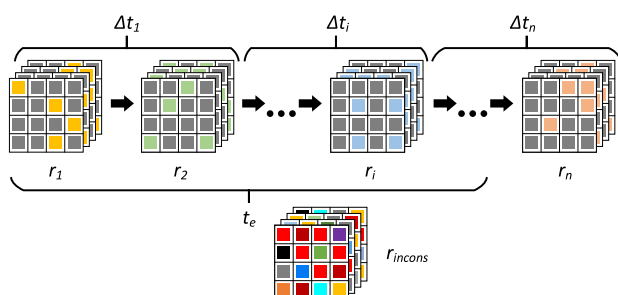 Δt1 Δti Δtn
r1 r2 ri rn
te
rincons